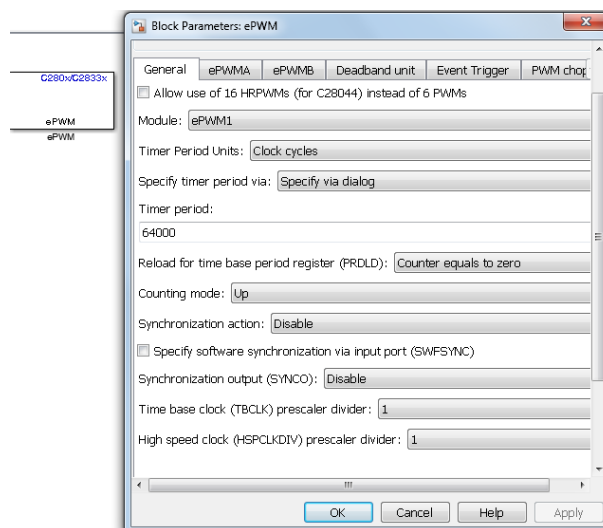 Block Parameters: ePWM
C280x/C2833x
ePWM
ePWM
General ePWMA ePWMB Deadband unit Event Trigger PWM chop
Allow use of 16 HRPWMs (for C28044) instead of 6 PWMs
Module: ePWM1
Timer Period Units: Clock cycles
Specify timer period via: Specify via dialog
Timer period:
64000
Reload for time base period register (PRDLD): Counter equals to zero
Counting mode: Up
Synchronization action: Disable
Specify software synchronization via input port (SWFSYNC)
Synchronization output (SYNCO): Disable
Time base clock (TBCLK) prescaler divider: 1
High speed clock (HSPCLKDIV) prescaler divider: 1
OK Cancel Help Apply